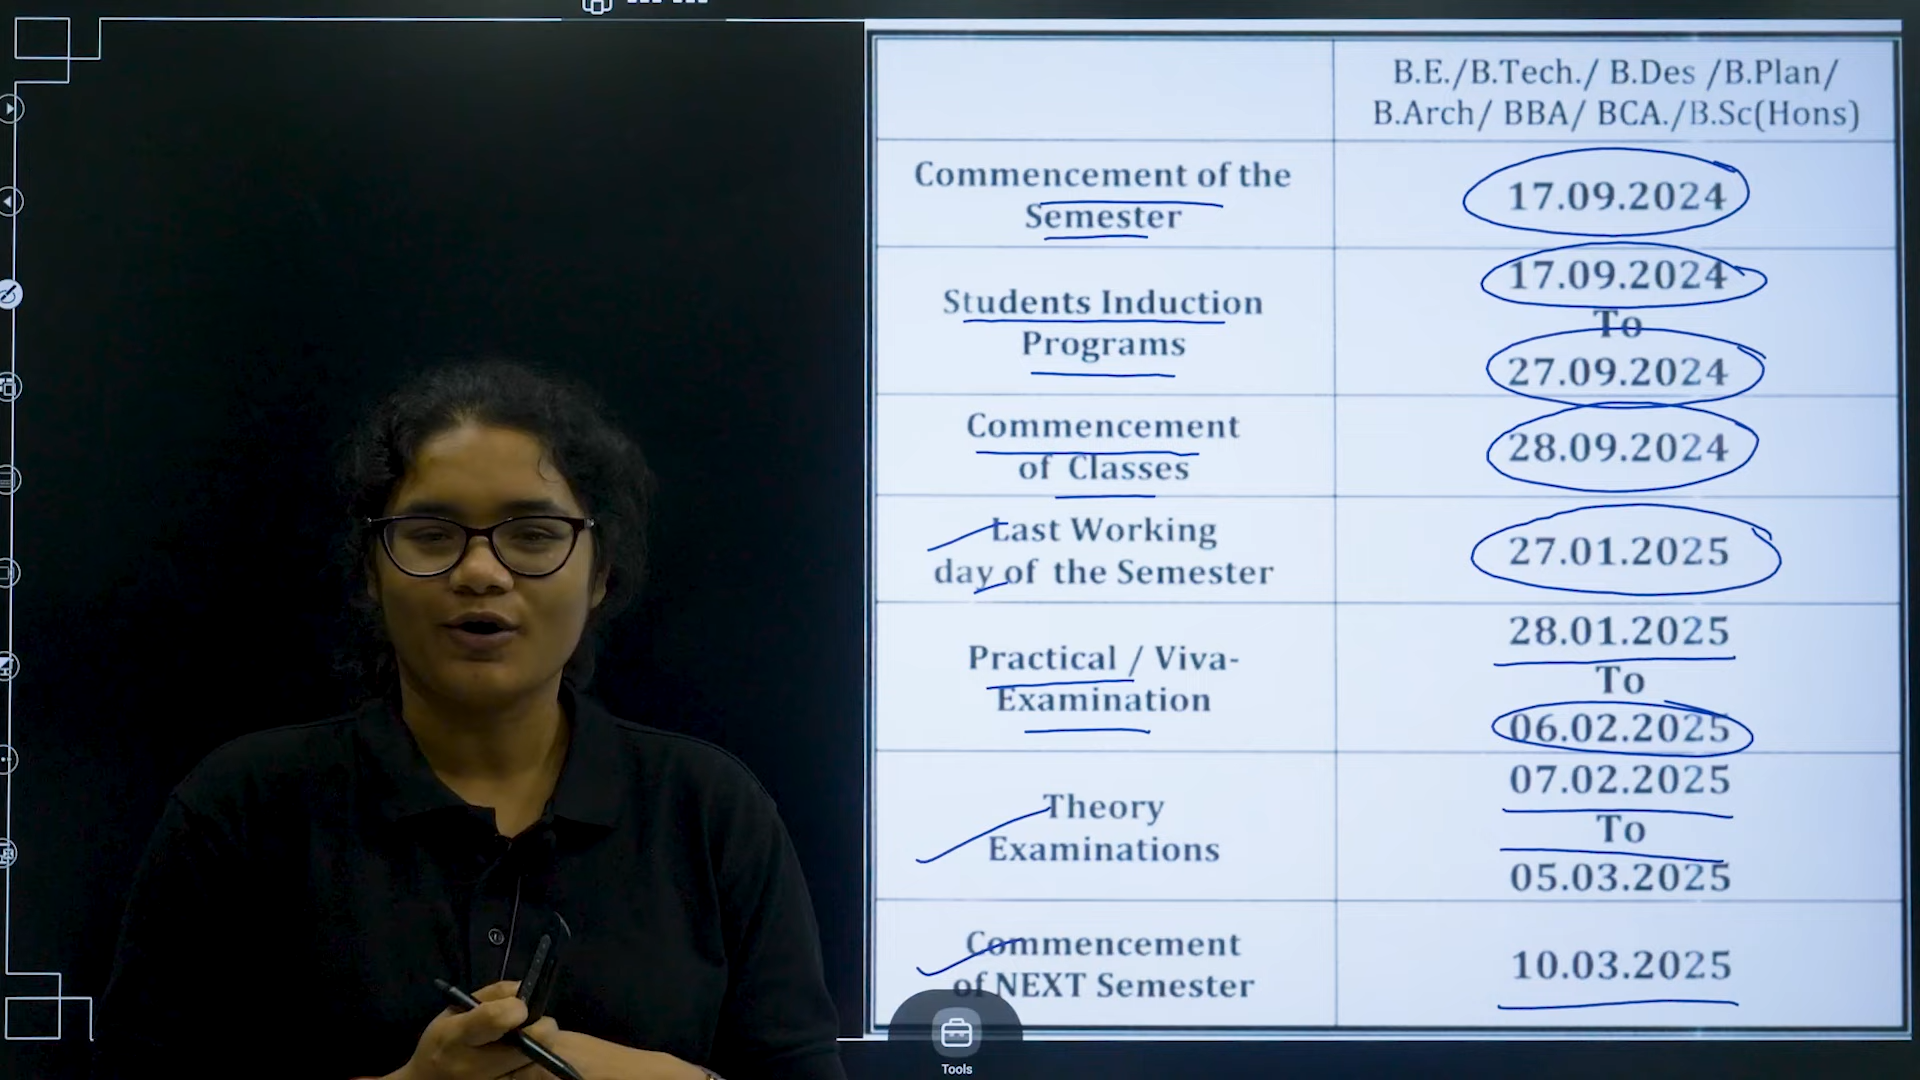 B.E./B.Tech./ B.Des /B.Plan/
B.Arch/ BBA/ BCA./B.Sc(Hons)
Commencement of the
Semester
17.09.2024
Students Induction
Programs
17.09.2024
To
27.09.2024
Commencement
of Classes
28.09.2024
Last Working
day of the Semester
27.01.2025
Practical / Viva-
Examination
28.01.2025
To
06.02.2025
Theory
Examinations
07.02.2025
To
05.03.2025
Commencement
of NEXT Semester
10.03.2025
Tools